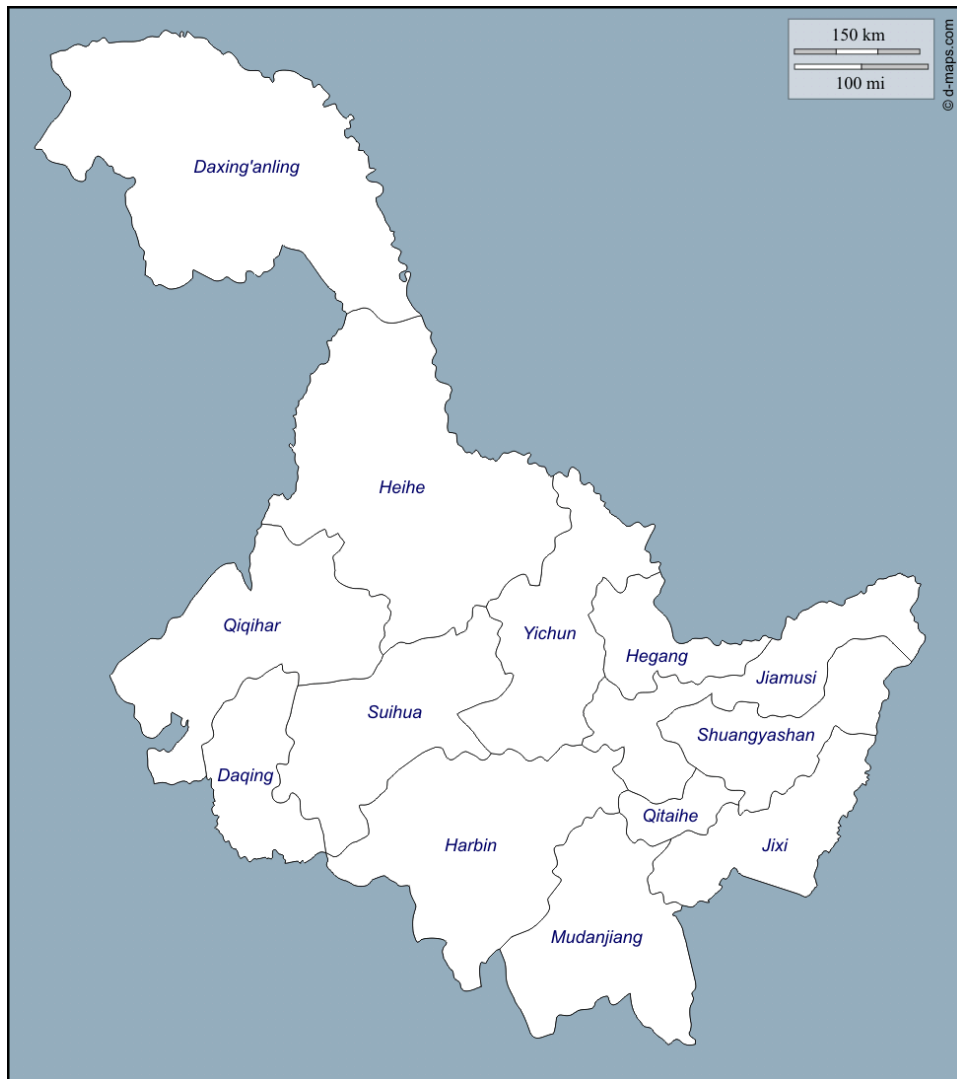 150 km
100 mi
© d-maps.com
Daxing'anling
Heihe
Qiqihar
Yichun
Hegang
Jiamusi
Suihua
Shuangyashan
Daqing
Qitaihe
Harbin
Jixi
Mudanjiang